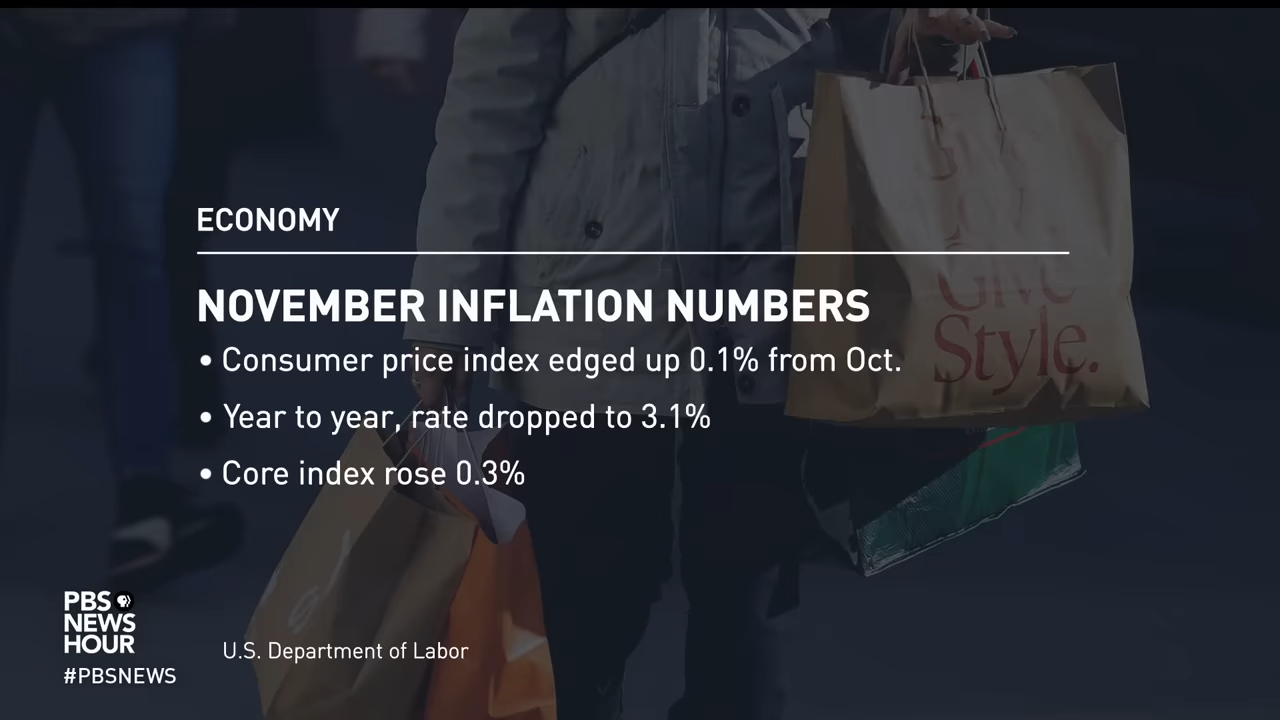 ECONOMY
NOVEMBER INFLATION NUMBERS
• Consumer price index edged up 0.1% from Oct.
• Year to year, rate dropped to 3.1%
• Core index rose 0.3%
Give
Style.
PBS
NEWS
HOUR
#PBSNEWS
U.S. Department of Labor